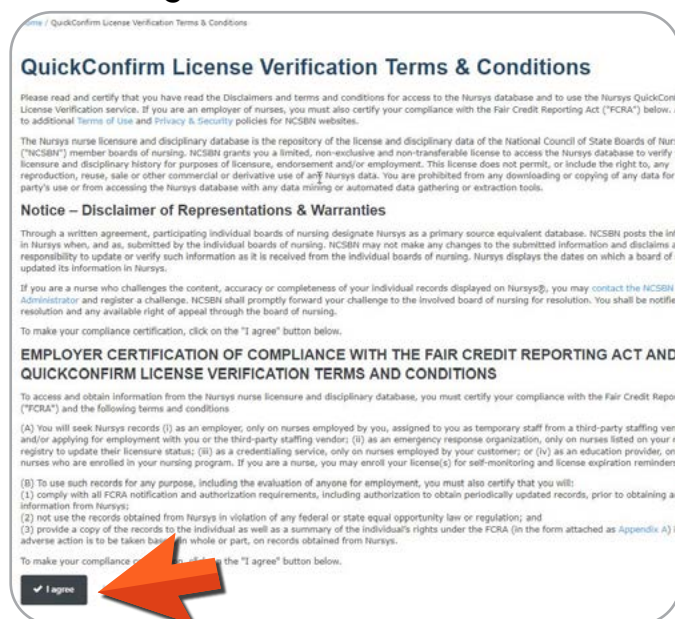 / QuickConfirm License Verification Terms & Conditions
QuickConfirm License Verification Terms & Conditions
Please read and certify that you have read the Disclaimers and terms and conditions for access to the Nursys database and to use the Nursys QuickCon
License Verification service. If you are an employer of nurses, you must also certify your compliance with the Fair Credit Reporting Act ("FCRA") below.
to additional Terms of Use and Privacy & Security policies for NCSBN websites.
The Nursys nurse licensure and disciplinary database is the repository of the license and disciplinary data of the National Council of State Boards of Nur
("NCSBN") member boards of nursing. NCSBN grants you a limited, non-exclusive and non-transferable license to access the Nursys database to verify
licensure and disciplinary history for purposes of licensure, endorsement and/or employment. This license does not permit, or include the right to, any
reproduction, reuse, sale or other commercial or derivative use of any Nursys data. You are prohibited from any downloading or copying of any data for
party's use or from accessing the Nursys database with any data mining or automated data gathering or extraction tools.
Notice – Disclaimer of Representations & Warranties
Through a written agreement, participating individual boards of nursing designate Nursys as a primary source equivalent database. NCSBN posts the in
in Nursys when, and as, submitted by the individual boards of nursing. NCSBN may not make any changes to the submitted information and disclaims a
responsibility to update or verify such information as it is received from the individual boards of nursing. Nursys displays the dates on which a board of
updated its information in Nursys.
If you are a nurse who challenges the content, accuracy or completeness of your individual records displayed on Nursys®, you may contact the NCSBN
Administrator and register a challenge. NCSBN shall promptly forward your challenge to the involved board of nursing for resolution. You shall be notifie
resolution and any available right of appeal through the board of nursing.
To make your compliance certification, click on the "I agree" button below.
EMPLOYER CERTIFICATION OF COMPLIANCE WITH THE FAIR CREDIT REPORTING ACT AND
QUICKCONFIRM LICENSE VERIFICATION TERMS AND CONDITIONS
To access and obtain information from the Nursys nurse licensure and disciplinary database, you must certify your compliance with the Fair Credit Repor
("FCRA") and the following terms and conditions
(A) You will seek Nursys records (i) as an employer, only on nurses employed by you, assigned to you as temporary staff from a third-party staffing ven
and/or applying for employment with you or the third-party staffing vendor; (ii) as an emergency response organization, only on nurses listed on your
registry to update their licensure status; (iii) as a credentialing service, only on nurses employed by your customer; or (iv) as an education provider, on
nurses who are enrolled in your nursing program. If you are a nurse, you may enroll your license(s) for self-monitoring and license expiration reminders
(B) To use such records for any purpose, including the evaluation of anyone for employment, you must also certify that you will:
(1) comply with all FCRA notification and authorization requirements, including authorization to obtain periodically updated records, prior to obtaining a
information from Nursys;
(2) not use the records obtained from Nursys in violation of any federal or state equal opportunity law or regulation; and
(3) provide a copy of the records to the individual as well as a summary of the individual's rights under the FCRA (in the form attached as Appendix A) i
adverse action is to be taken in whole or part, on records obtained from Nursys.
To make your compliance the "I agree" button below.
✔ I agree